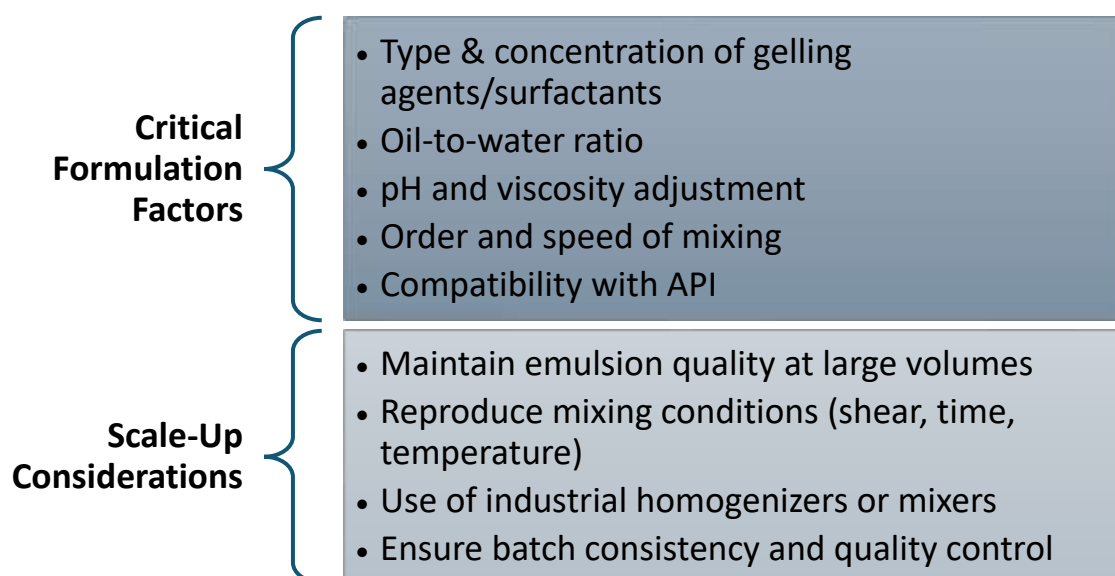 Critical
Formulation
Factors
• Type & concentration of gelling
agents/surfactants
• Oil-to-water ratio
• pH and viscosity adjustment
• Order and speed of mixing
• Compatibility with API
Scale-Up
Considerations
• Maintain emulsion quality at large volumes
• Reproduce mixing conditions (shear, time,
temperature)
• Use of industrial homogenizers or mixers
• Ensure batch consistency and quality control